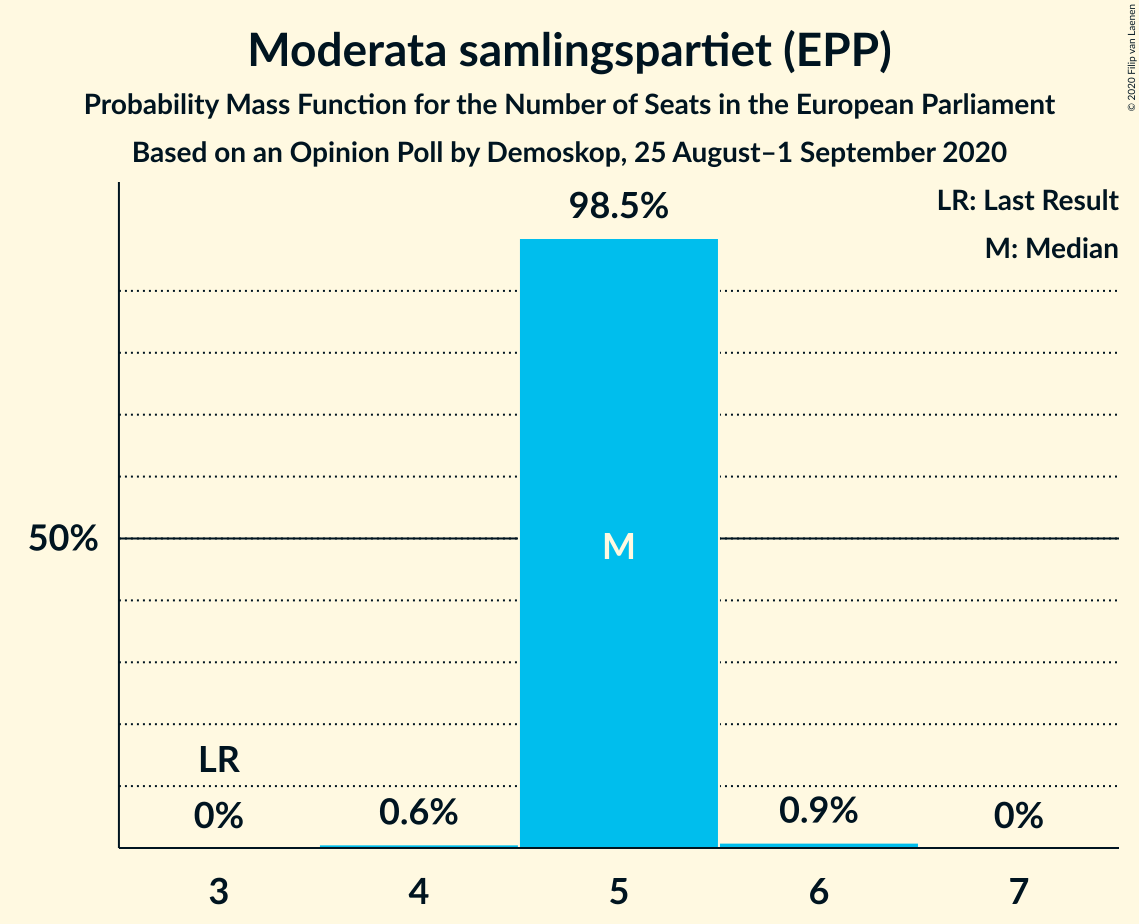 Moderata samlingspartiet (EPP)
Probability Mass Function for the Number of Seats in the European Parliament
Based on an Opinion Poll by Demoskop, 25 August–1 September 2020
© 2020 Filip van Laenen
LR: Last Result
M: Median
98.5%
50%
M
LR
0%
0.6%
0.9%
0%
3
4
5
6
7